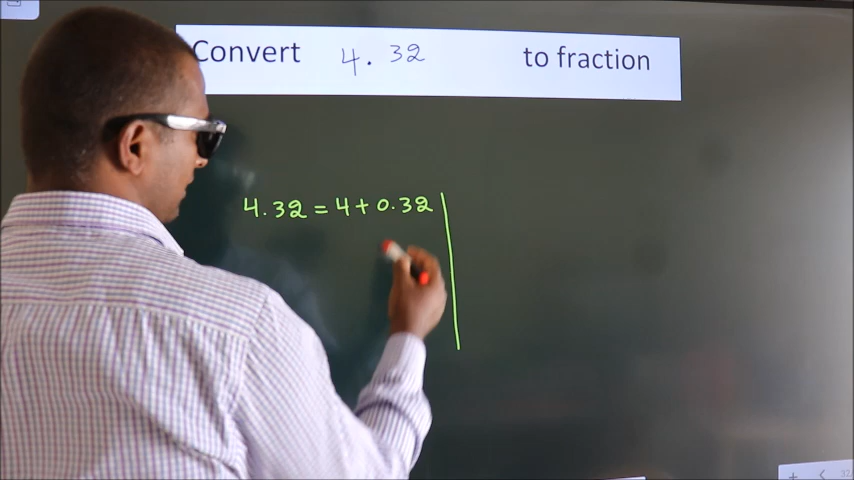 Convert 4.32 to fraction
4.32 = 4 + 0.32